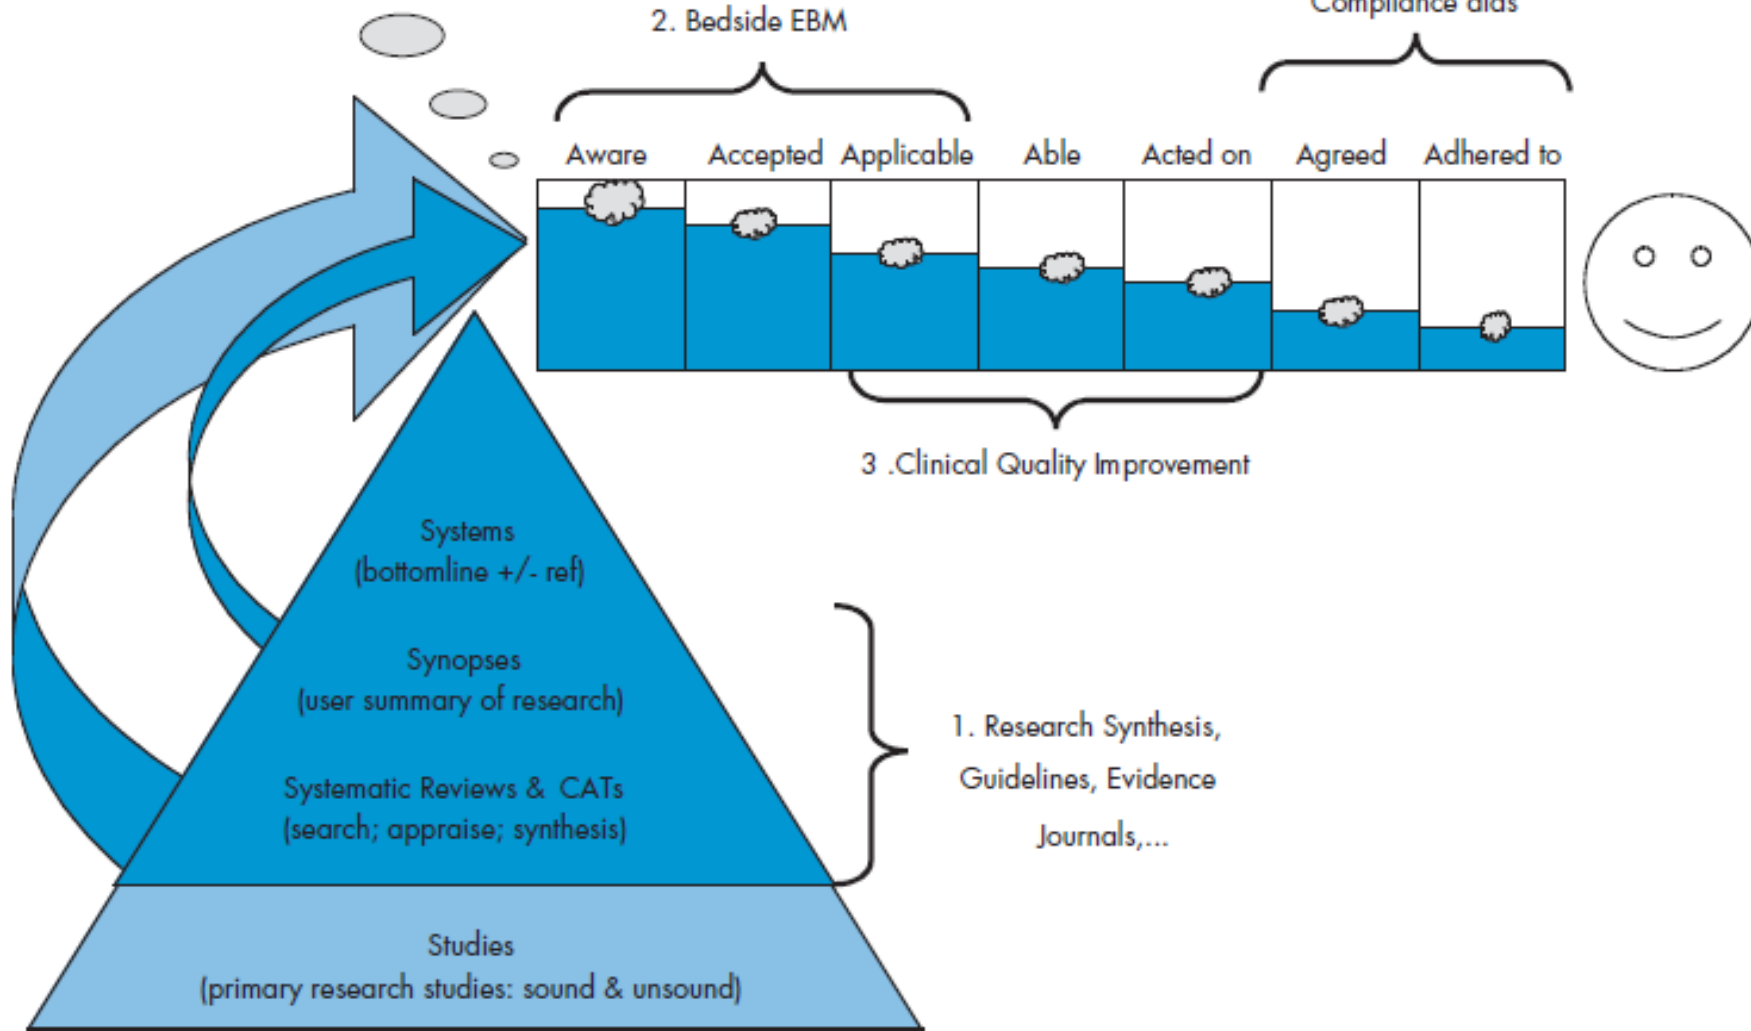 Compliance aids
2. Bedside EBM
Aware Accepted Applicable Able Acted on Agreed Adhered to
3 .Clinical Quality Improvement
Systems
(bottomline +/- ref)
Synopses
(user summary of research)
Systematic Reviews & CATs
(search; appraise; synthesis)
1. Research Synthesis,
Guidelines, Evidence
Journals,...
Studies
(primary research studies: sound & unsound)